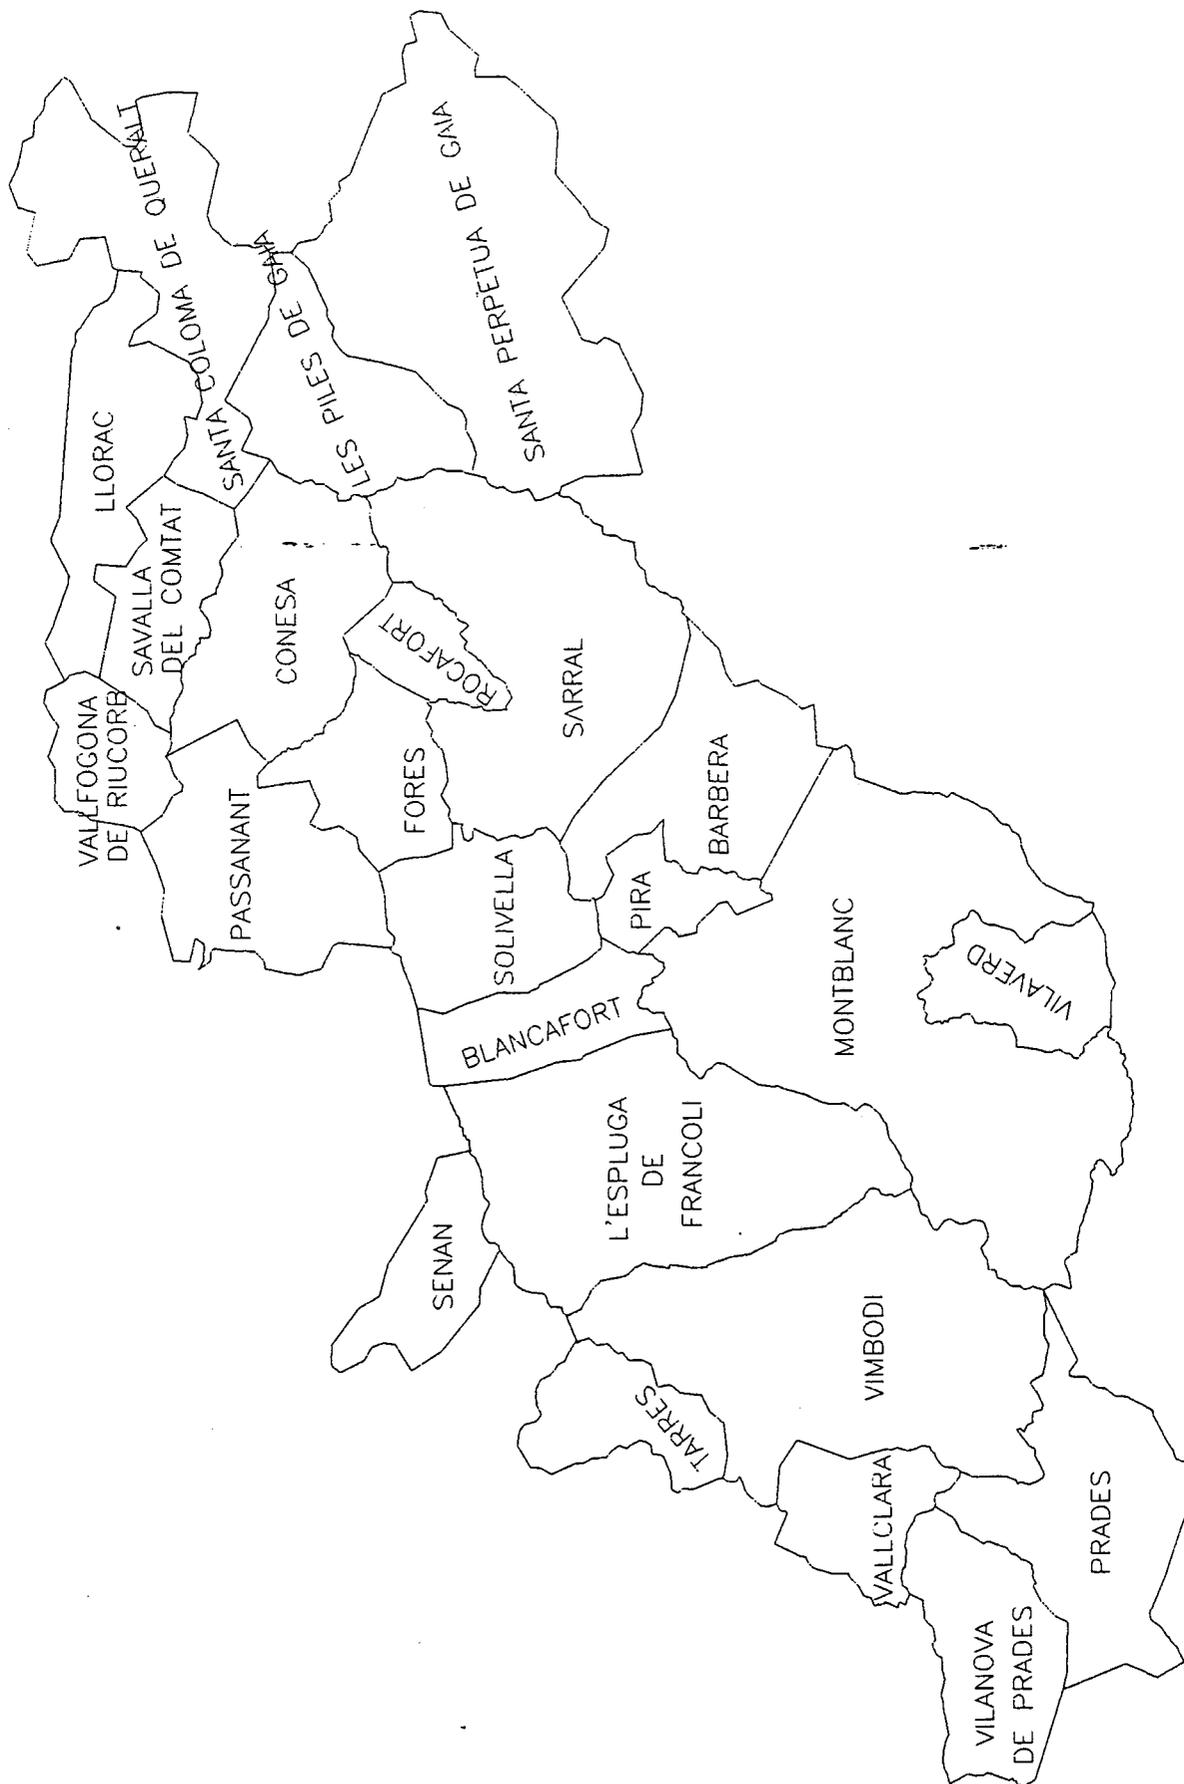 SANTA COLOMA DE QUERALT
LLORAC
SAVALLA
DEL COMTAT
VALLFOGONA
DE RIUCORB
LES PILES DE GAIA
SANTA PERPETUA DE GAIA
CONESA
ROCAFORT
PASSANANT
FORES
SARRAL
SOLIVELLA
BARBERA
PIRA
BLANCAFORT
MONTBLANC
VILAVERD
L'ESPLUGA
DE
FRANCOLI
SENAN
TARRES
VIMBODI
VALLCLARA
PRADES
VILANOVA
DE PRADES